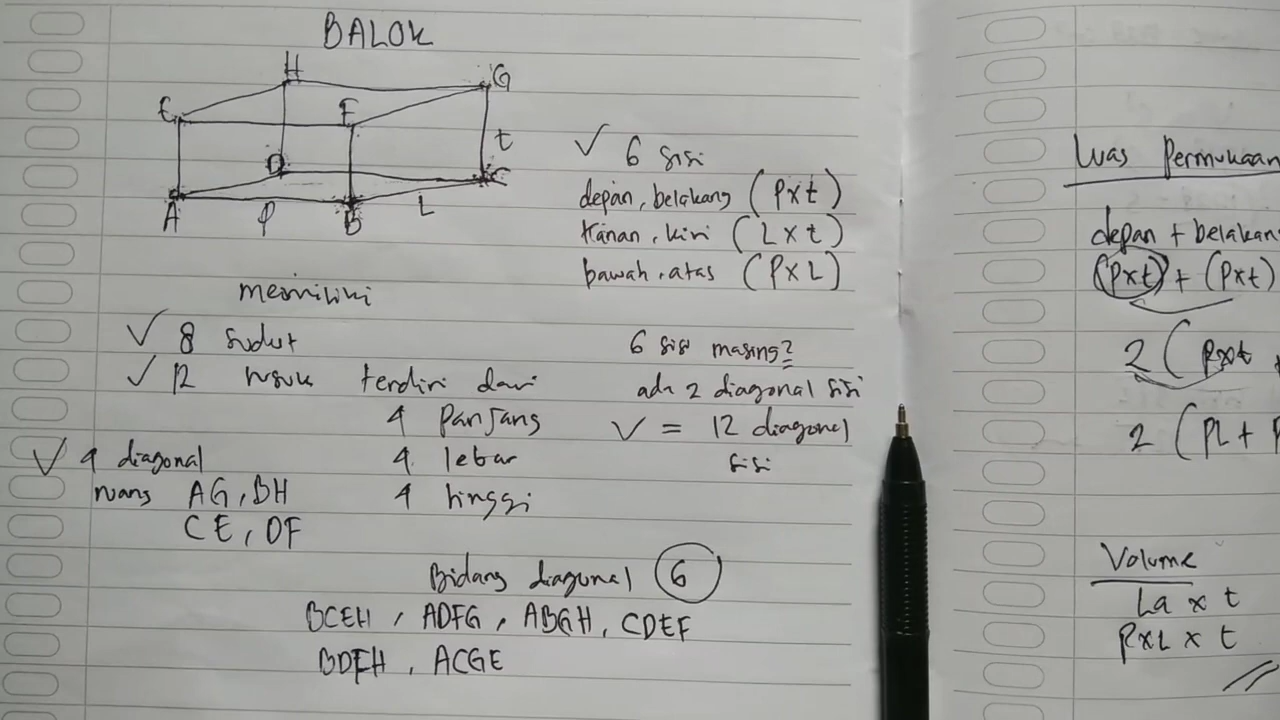 BALOK
H G
E F
t
D C
A P B L
✓ 6 sisi
depan, belakang (P x t)
kanan, kiri (L x t)
bawah, atas (P x L)
memiliki
✓ 8 sudut
✓ 12 rusuk terdiri dari
4 Panjang
4 lebar
4 tinggi
✓ 4 diagonal
ruang AG, BH
CE, DF
6 sisi masing2
ada 2 diagonal sisi
✓ = 12 diagonal
sisi
Bidang diagonal 6
BCEH, ADFG, ABGH, CDEF
BDFH, ACGE
Luas Permukaan
depan + belakan
(Pxt) + (Pxt)
2 (Pxt
2 (PL + P
Volume
La x t
PxL x t